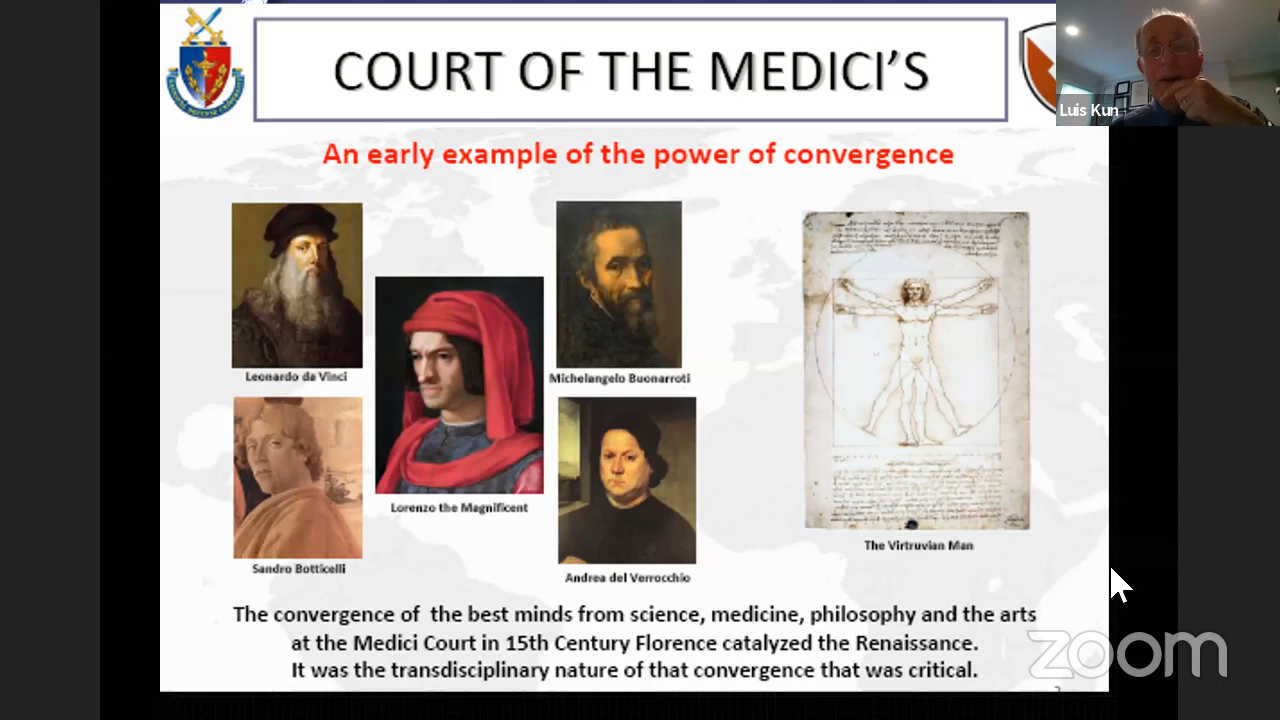 COURT OF THE MEDICI'S
Luis Kun
An early example of the power of convergence
Leonardo da Vinci
Michelangelo Buonarroti
Lorenzo the Magnificent
Sandro Botticelli
Andrea del Verrocchio
The Virtruvian Man
The convergence of the best minds from science, medicine, philosophy and the arts
at the Medici Court in 15th Century Florence catalyzed the Renaissance.
It was the transdisciplinary nature of that convergence that was critical.
zoom